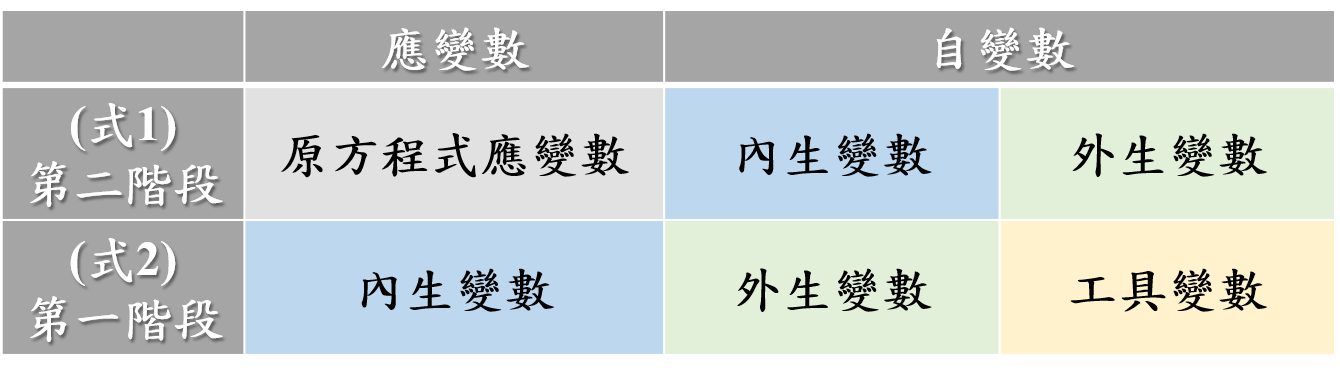 應變數
自變數
(式1)
第二階段
原方程式應變數
內生變數
外生變數
(式2)
第一階段
內生變數
外生變數
工具變數